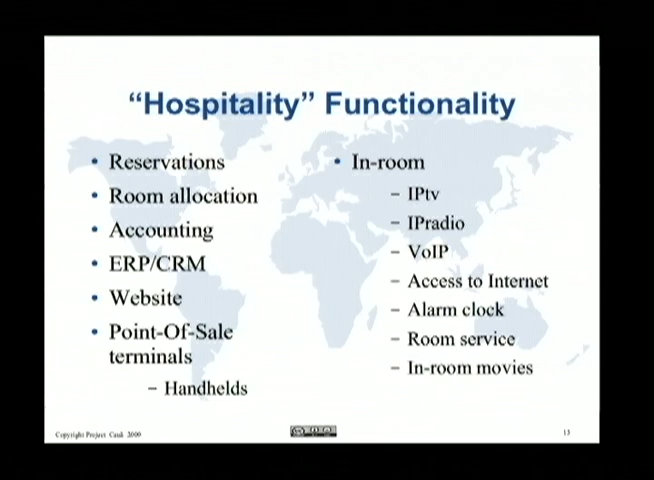 “Hospitality” Functionality
• Reservations
• Room allocation
• Accounting
• ERP/CRM
• Website
• Point-Of-Sale
terminals
– Handhelds
• In-room
– IPtv
– IPradio
– VoIP
– Access to Internet
– Alarm clock
– Room service
– In-room movies
Copyright Project Cauã 2009
13